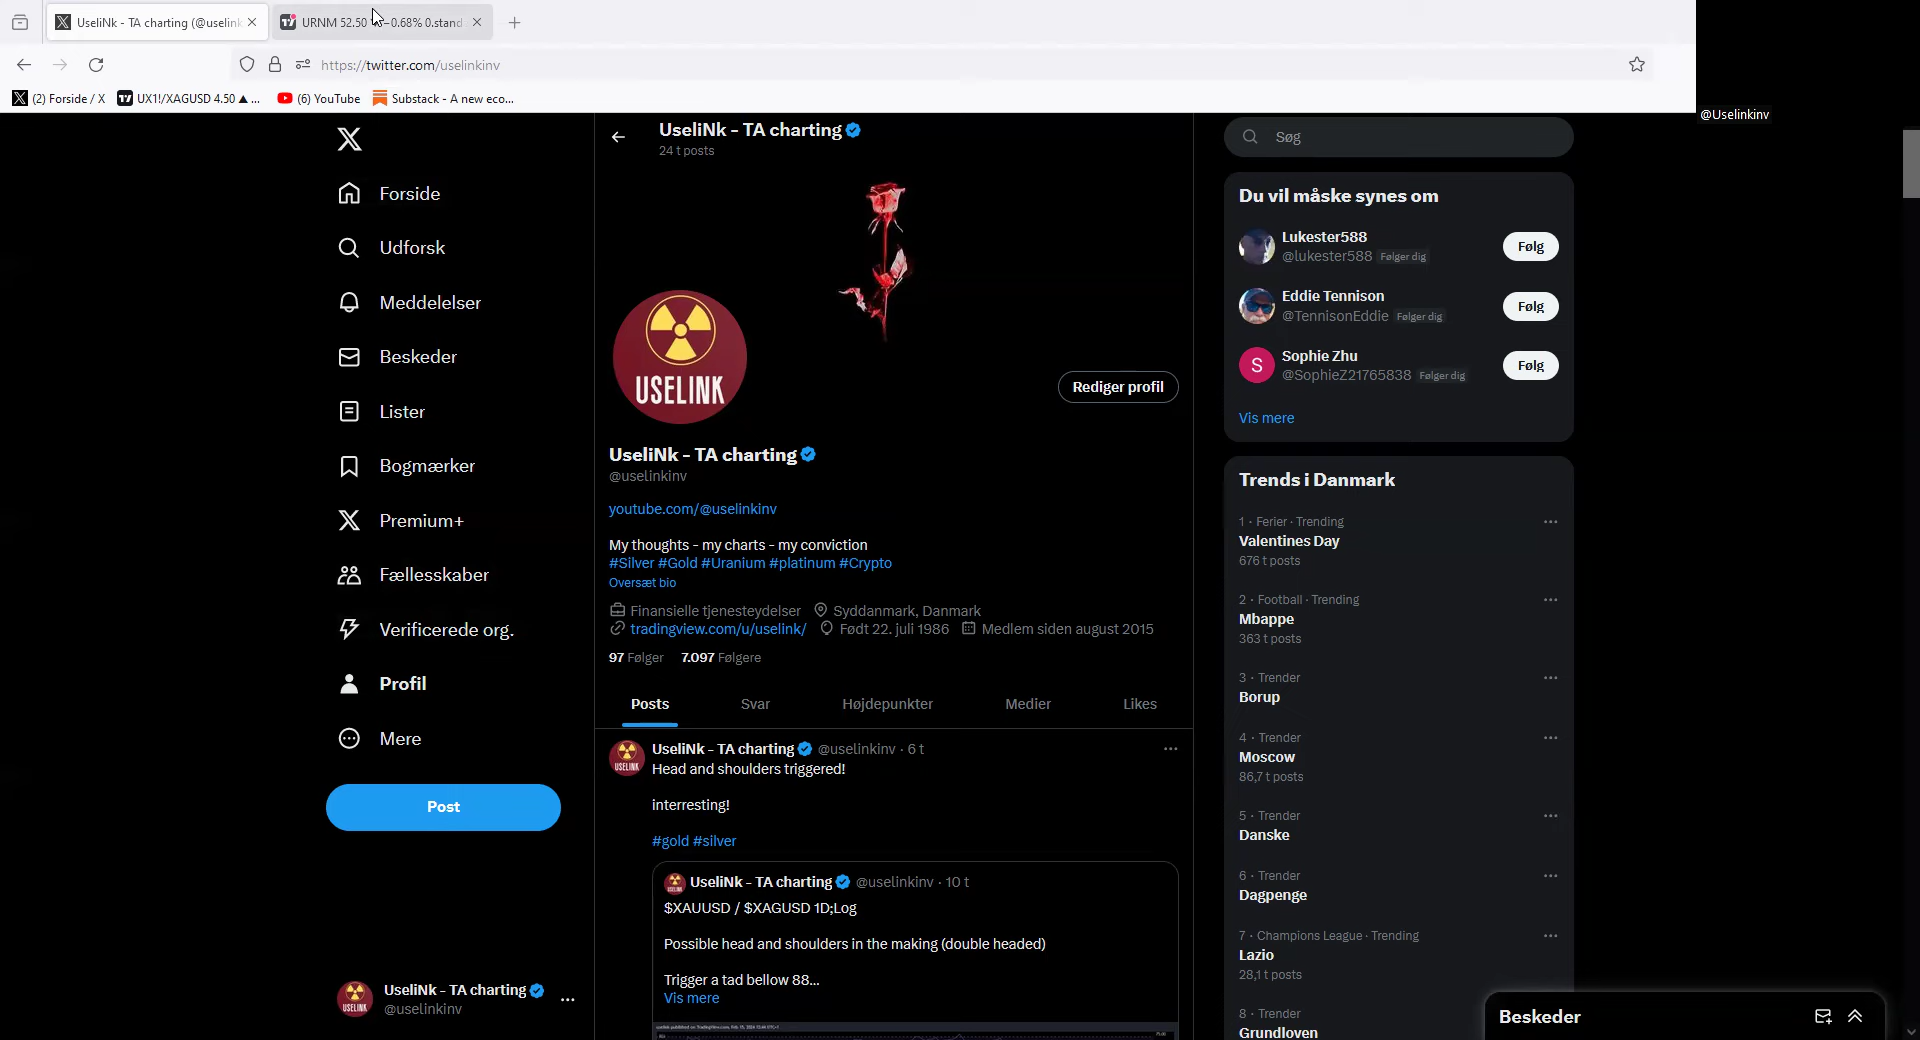 UseliNk - TA charting (@uselink
URNM 52.50
−0.68% 0.stand
https://twitter.com/uselinkinv
(2) Forside / X
UX1!/XAGUSD 4.50 ▲ ...
(6) YouTube
Substack - A new eco...
@Uselinkinv
Forside
Udforsk
Meddelelser
Beskeder
Lister
Bogmærker
Premium+
Fællesskaber
Verificerede org.
Profil
Mere
Post
UseliNk - TA charting
@uselinkinv
UseliNk - TA charting
24 t posts
USELINK
Rediger profil
UseliNk - TA charting
@uselinkinv
youtube.com/@uselinkinv
My thoughts - my charts - my conviction
#Silver #Gold #Uranium #platinum #Crypto
Oversæt bio
Finansielle tjenesteydelser Syddanmark, Danmark
tradingview.com/u/uselink/ Født 22. juli 1986 Medlem siden august 2015
97 Følger 7.097 Følgere
Posts Svar Højdepunkter Medier Likes
USELINK
UseliNk - TA charting @uselinkinv · 6 t
Head and shoulders triggered!
interresting!
#gold #silver
UseliNk - TA charting @uselinkinv · 10 t
$XAUUSD / $XAGUSD 1D;Log
Possible head and shoulders in the making (double headed)
Trigger a tad bellow 88...
Vis mere
Søg
Du vil måske synes om
Lukester588
@lukester588 Følger dig
Følg
Eddie Tennison
@TennisonEddie Følger dig
Følg
S
Sophie Zhu
@SophieZ21765838 Følger dig
Følg
Vis mere
Trends i Danmark
1 · Ferier · Trending
Valentines Day
676 t posts
2 · Football · Trending
Mbappe
363 t posts
3 · Trender
Borup
4 · Trender
Moscow
86,7 t posts
5 · Trender
Danske
6 · Trender
Dagpenge
7 · Champions League · Trending
Lazio
28,1 t posts
8 · Trender
Grundloven
Beskeder